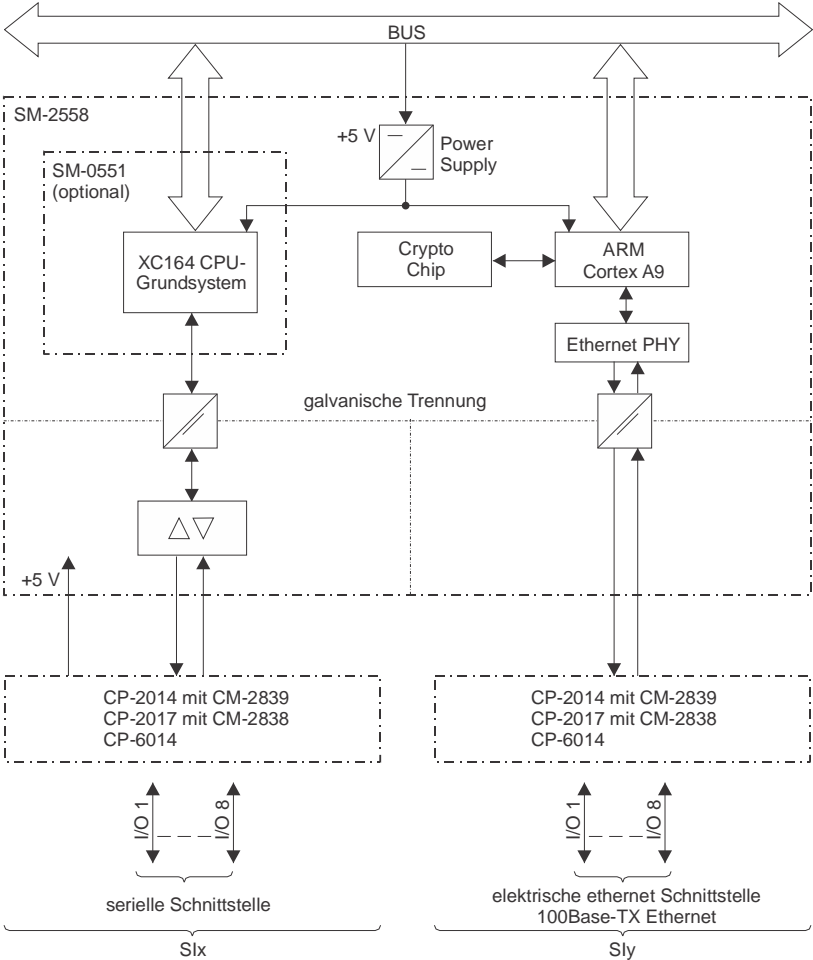 BUS
SM-2558
+5 V
Power
Supply
SM-0551
(optional)
XC164 CPU-
Grundsystem
Crypto
Chip
ARM
Cortex A9
Ethernet PHY
galvanische Trennung
+5 V
CP-2014 mit CM-2839
CP-2017 mit CM-2838
CP-6014
CP-2014 mit CM-2839
CP-2017 mit CM-2838
CP-6014
I/O 1
I/O 8
I/O 1
I/O 8
serielle Schnittstelle
elektrische ethernet Schnittstelle
100Base-TX Ethernet
SIx
SIy